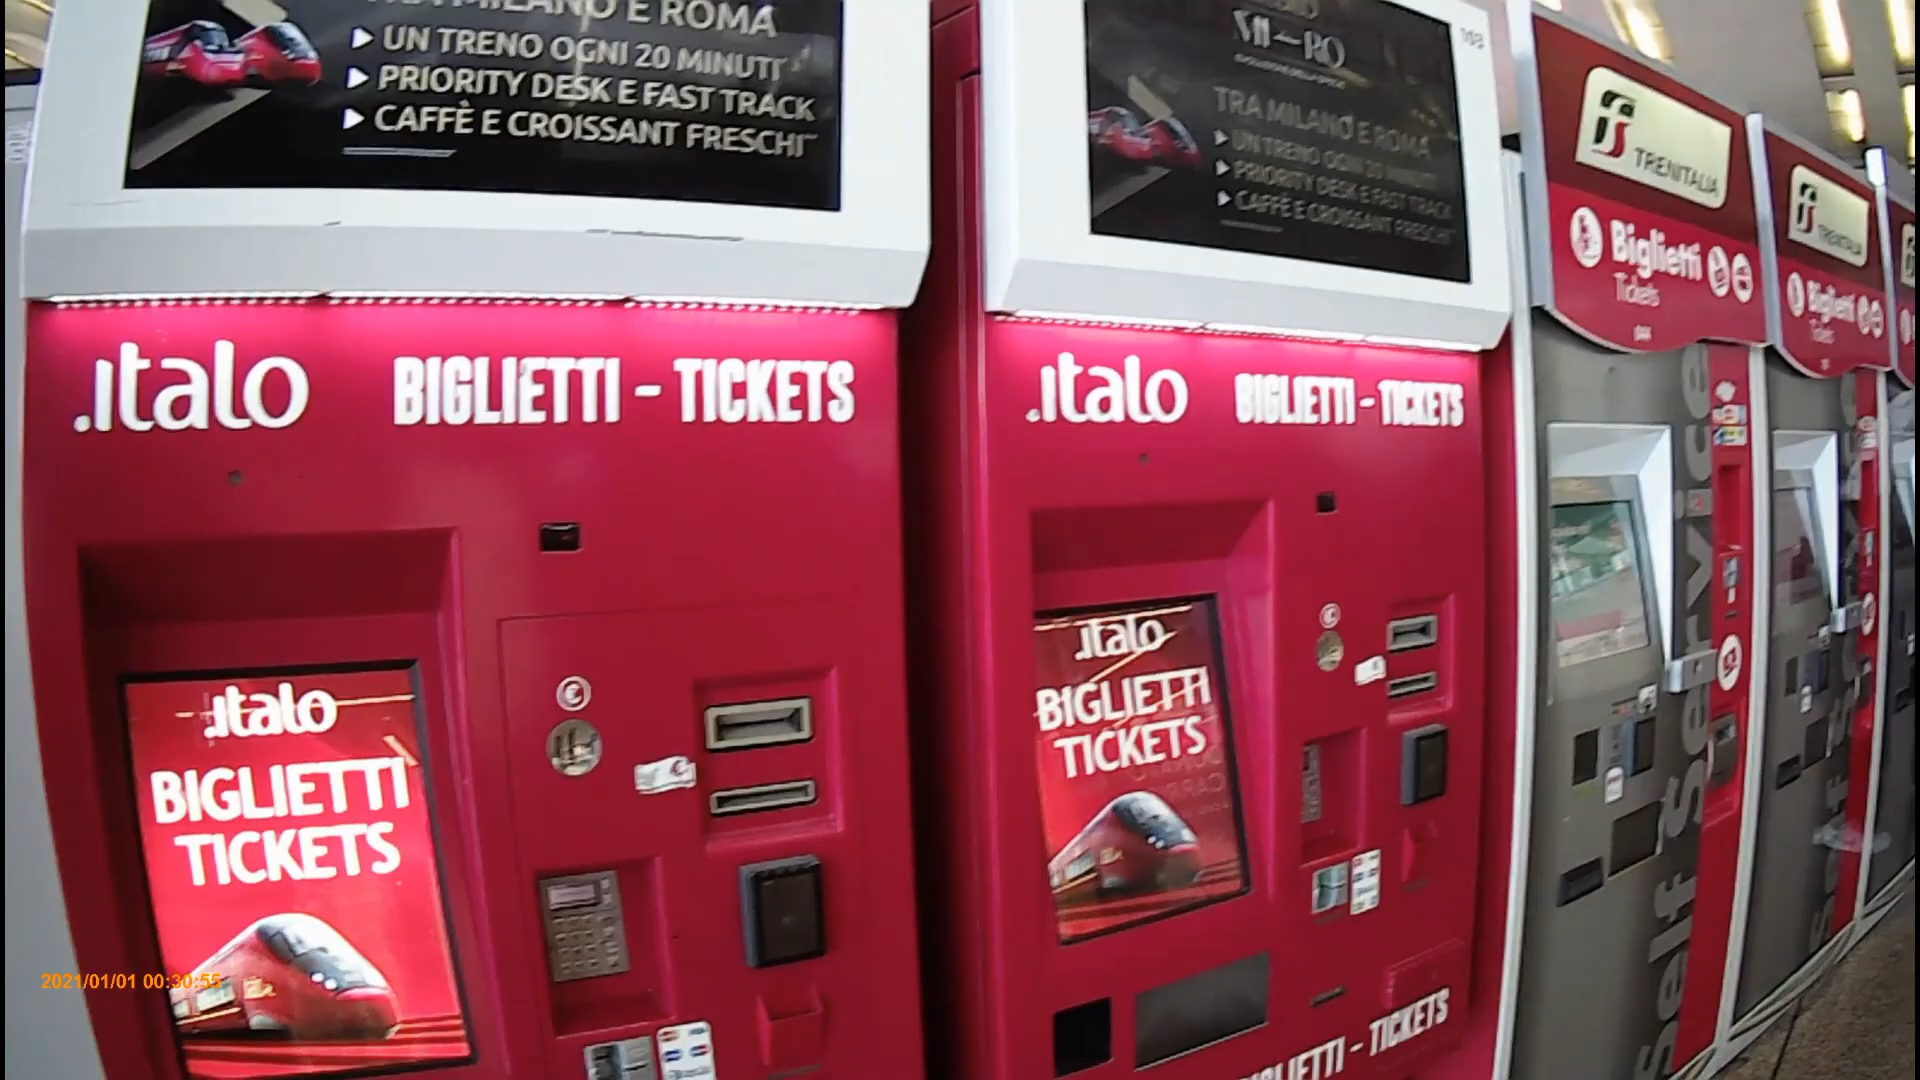 TRA MILANO E ROMA
UN TRENO OGNI 20 MINUTI
PRIORITY DESK E FAST TRACK
CAFFÈ E CROISSANT FRESCHI
MI RO
TRA MILANO E ROMA
UN TRENO OGNI 20 MINUTI
PRIORITY DESK E FAST TRACK
CAFFÈ E CROISSANT FRESCHI
.italo BIGLIETTI - TICKETS
.italo
BIGLIETTI
TICKETS
.italo BIGLIETTI - TICKETS
.italo
BIGLIETTI
TICKETS
BIGLIETTI - TICKETS
TRENITALIA
Biglietti
Tickets
Self Service
TRENITALIA
Biglietti
Tickets
Self
2021/01/01 00:30:55